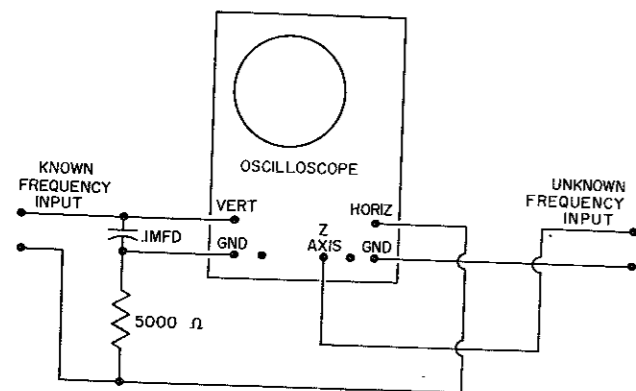 OSCILLOSCOPE
KNOWN
FREQUENCY
INPUT
VERT
HORIZ
UNKNOWN
FREQUENCY
INPUT
.1MFD
GND
Z
AXIS
GND
5000 Ω